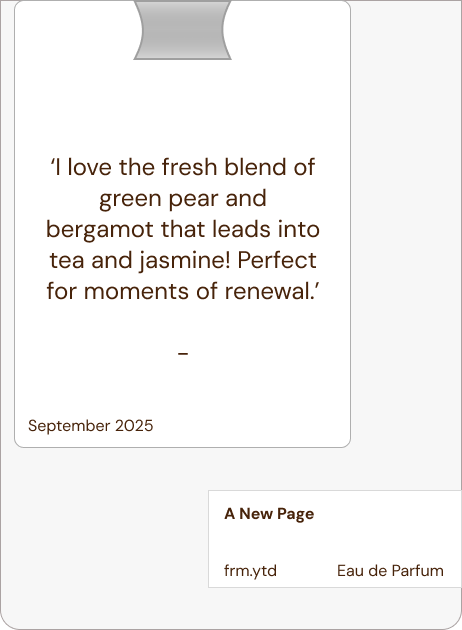 ‘I love the fresh blend of
green pear and
bergamot that leads into
tea and jasmine! Perfect
for moments of renewal.’
–
September 2025
A New Page
frm.ytd Eau de Parfum